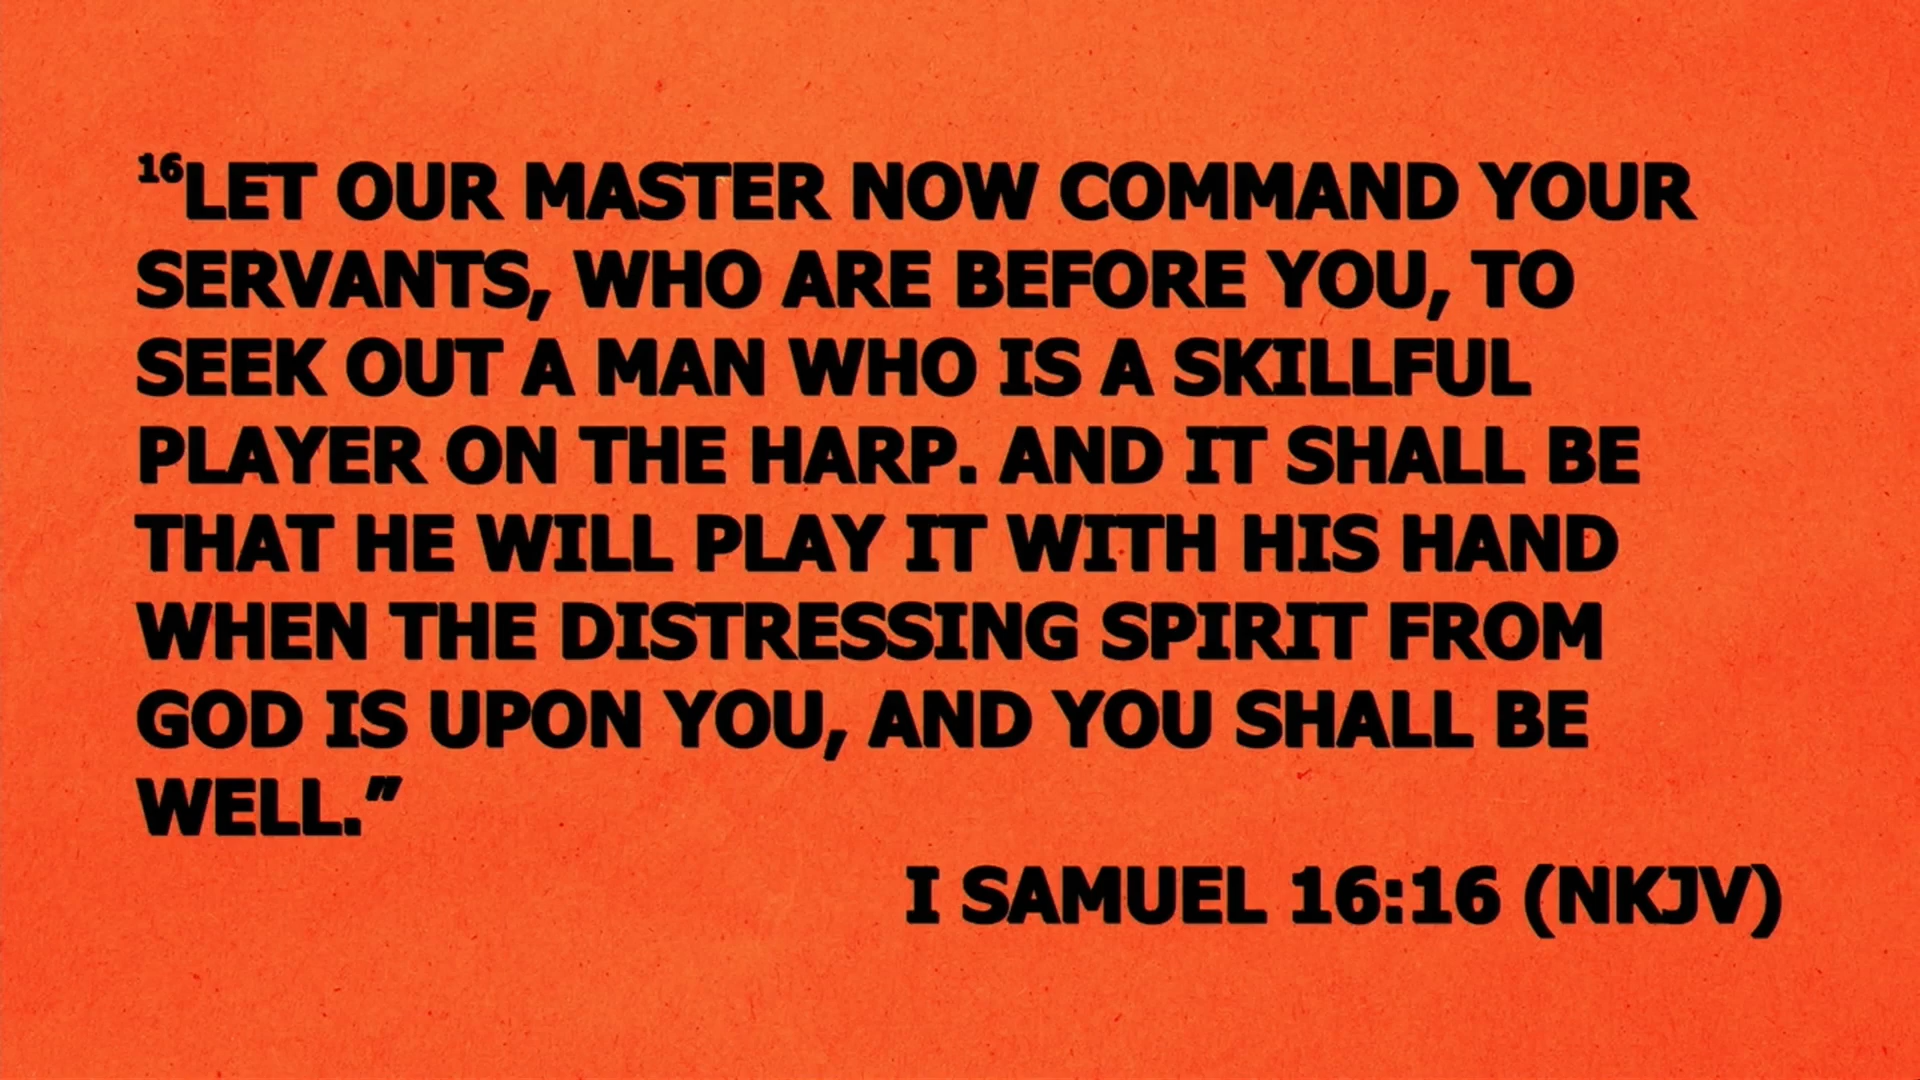 ¹⁶LET OUR MASTER NOW COMMAND YOUR
SERVANTS, WHO ARE BEFORE YOU, TO
SEEK OUT A MAN WHO IS A SKILLFUL
PLAYER ON THE HARP. AND IT SHALL BE
THAT HE WILL PLAY IT WITH HIS HAND
WHEN THE DISTRESSING SPIRIT FROM
GOD IS UPON YOU, AND YOU SHALL BE
WELL.”
I SAMUEL 16:16 (NKJV)